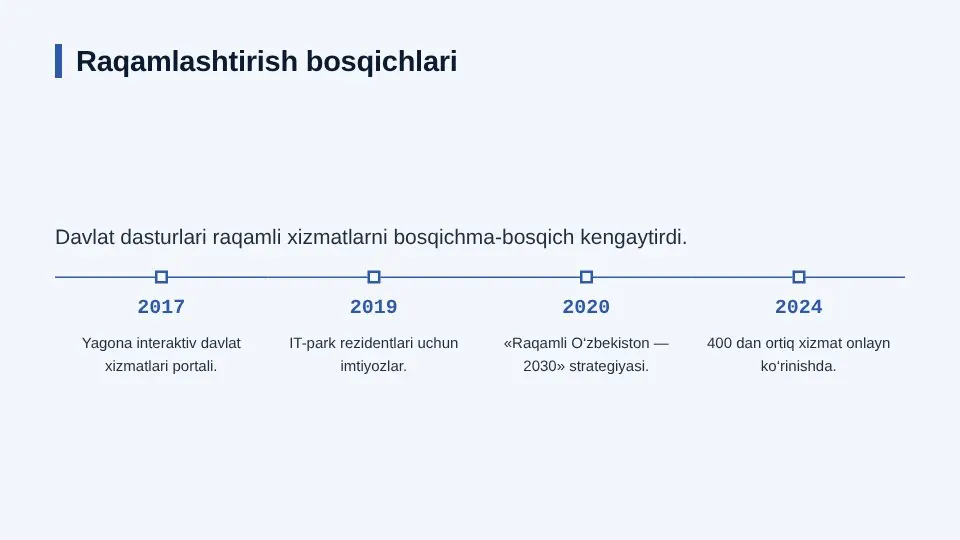 Raqamlashtirish bosqichlari
Davlat dasturlari raqamli xizmatlarni bosqichma-bosqich kengaytirdi.
2017
Yagona interaktiv davlat
xizmatlari portali.
2019
IT-park rezidentlari uchun
imtiyozlar.
2020
«Raqamli O‘zbekiston —
2030» strategiyasi.
2024
400 dan ortiq xizmat onlayn
ko‘rinishda.